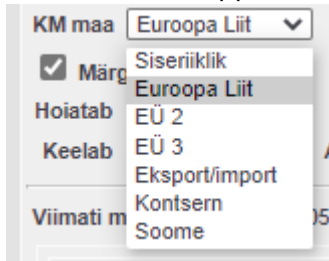 KM maa Euroopa Liit
Siseriiklik
Märg
Euroopa Liit
Hoiatab
EÜ 2
Keelab
EÜ 3
Eksport/import
Viimati m
Kontsern
05
Soome